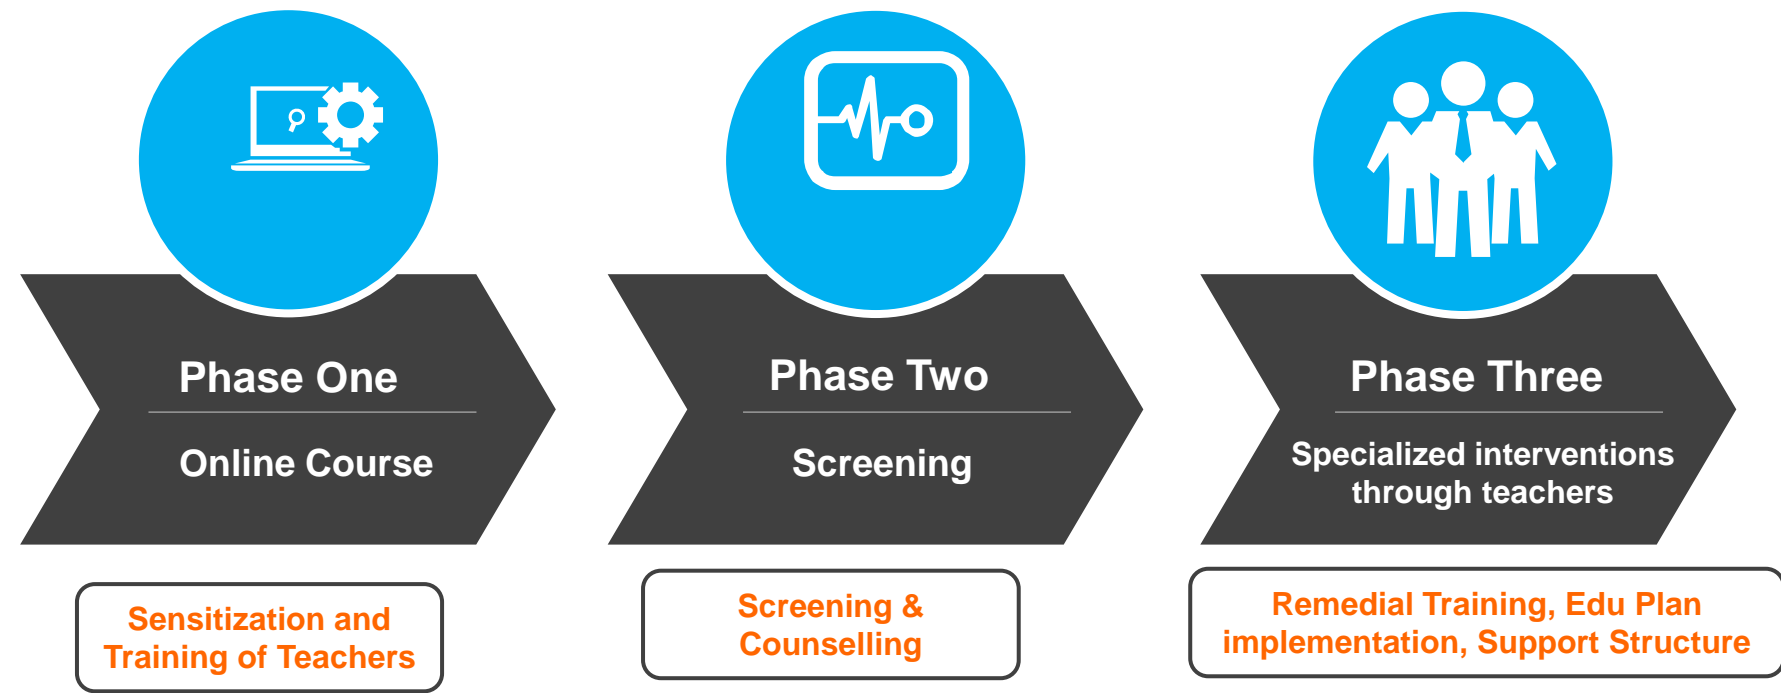 Phase One
Online Course
Sensitization and
Training of Teachers
Phase Two
Screening
Screening &
Counselling
Phase Three
Specialized interventions
through teachers
Remedial Training, Edu Plan
implementation, Support Structure